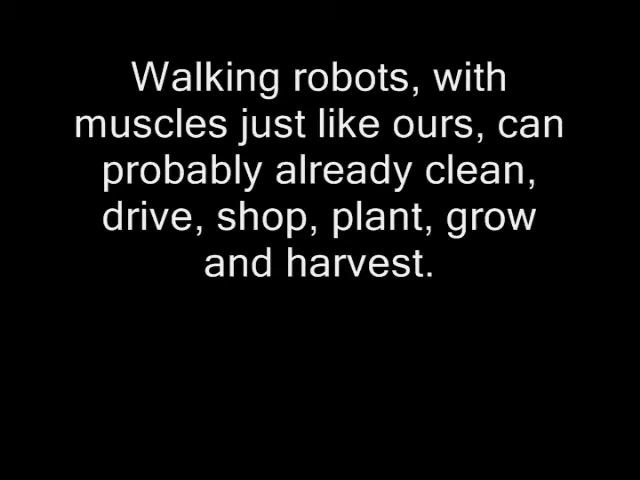 Walking robots, with
muscles just like ours, can
probably already clean,
drive, shop, plant, grow
and harvest.